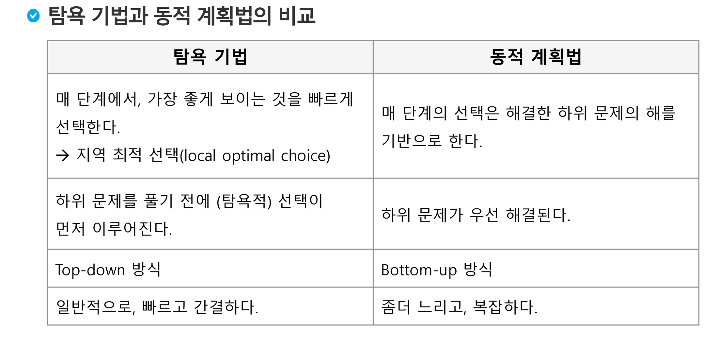 탐욕 기법과 동적 계획법의 비교
탐욕 기법
동적 계획법
매 단계에서, 가장 좋게 보이는 것을 빠르게
선택한다.
→ 지역 최적 선택(local optimal choice)
매 단계의 선택은 해결한 하위 문제의 해를
기반으로 한다.
하위 문제를 풀기 전에 (탐욕적) 선택이
먼저 이루어진다.
하위 문제가 우선 해결된다.
Top-down 방식
Bottom-up 방식
일반적으로, 빠르고 간결하다.
좀더 느리고, 복잡하다.